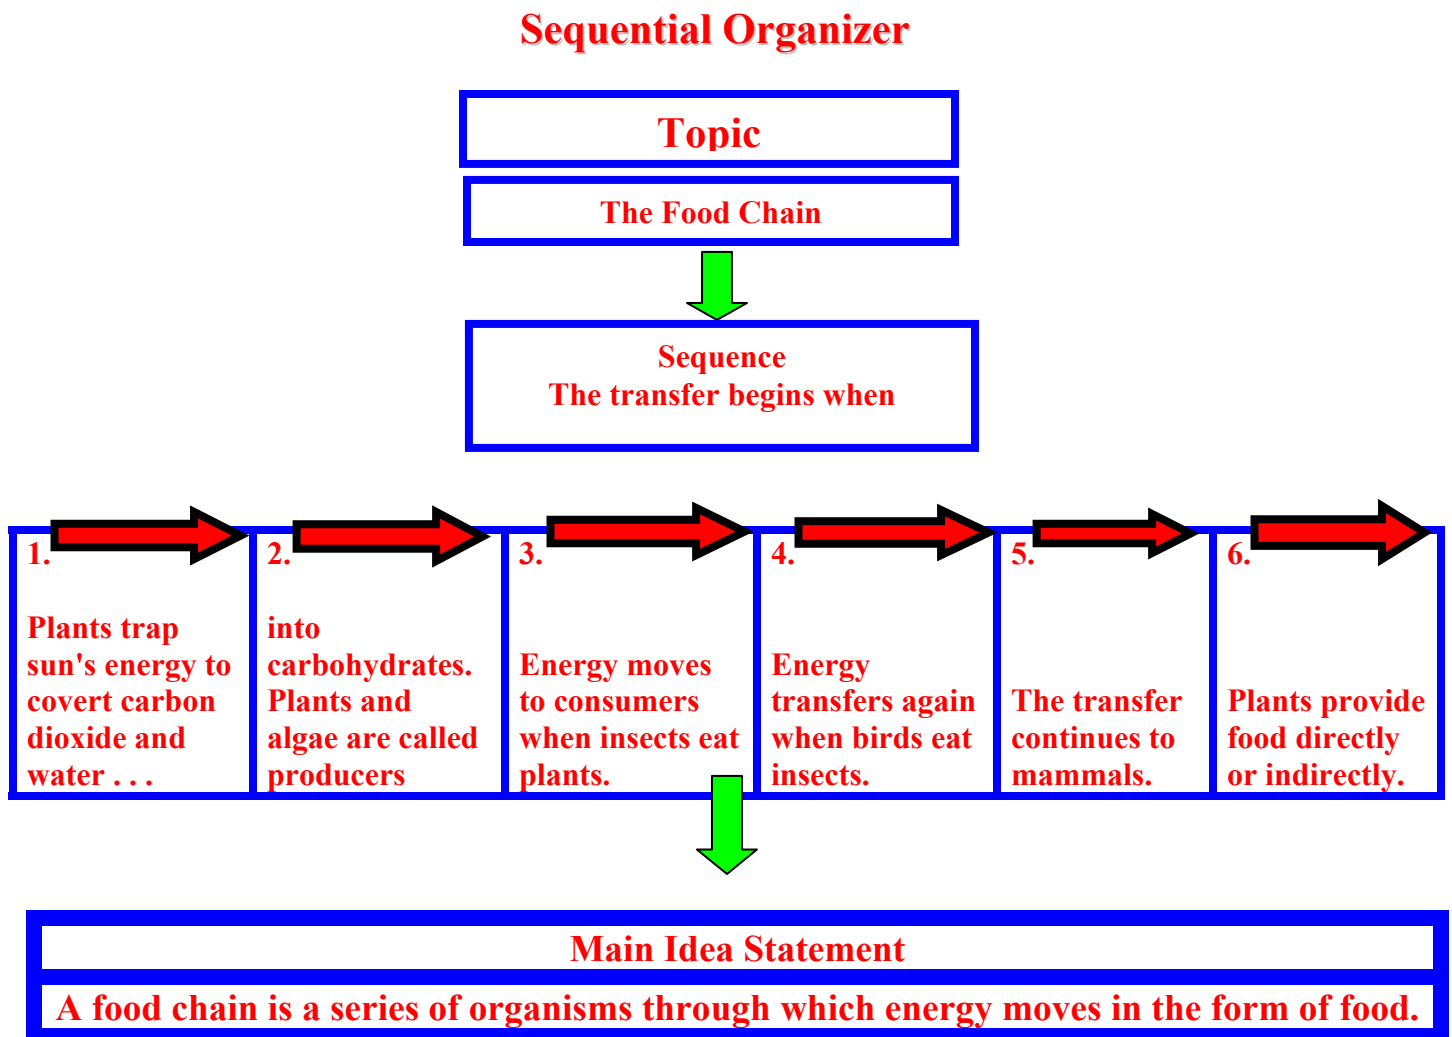 Sequential Organizer
Topic
The Food Chain
Sequence
The transfer begins when
1.
Plants trap
sun's energy to
covert carbon
dioxide and
water . . .
2.
into
carbohydrates.
Plants and
algae are called
producers
3.
Energy moves
to consumers
when insects eat
plants.
4.
Energy
transfers again
when birds eat
insects.
5.
The transfer
continues to
mammals.
6.
Plants provide
food directly
or indirectly.
Main Idea Statement
A food chain is a series of organisms through which energy moves in the form of food.